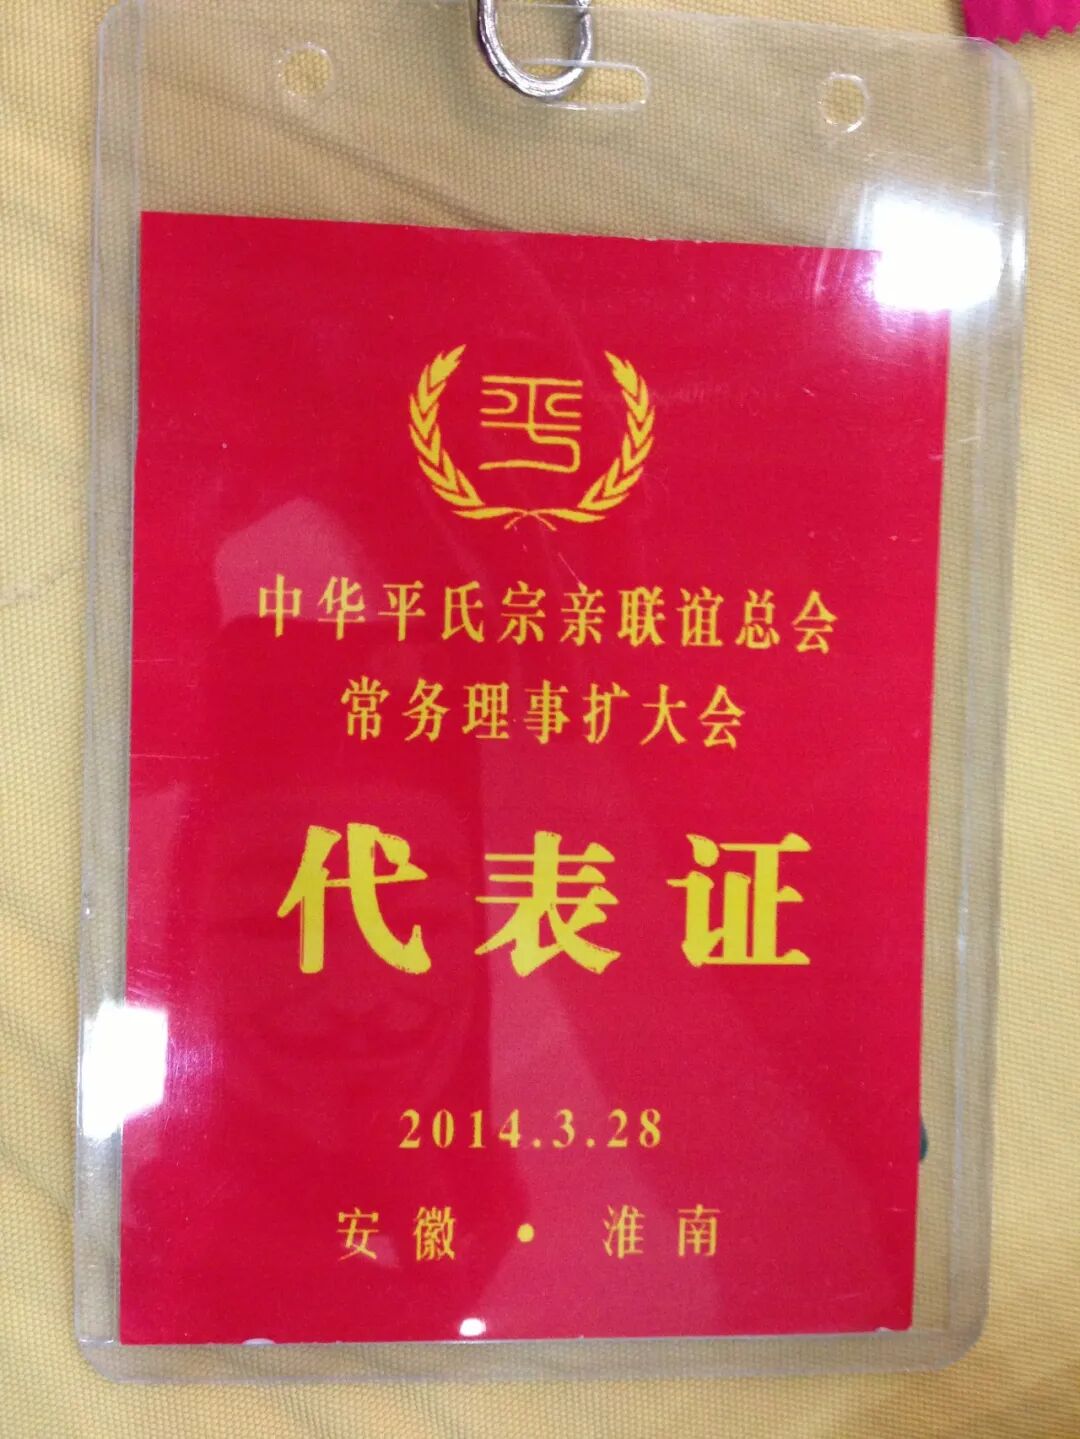 平
中华平氏宗亲联谊总会
常务理事扩大会
代表证
2014.3.28
安徽·淮南